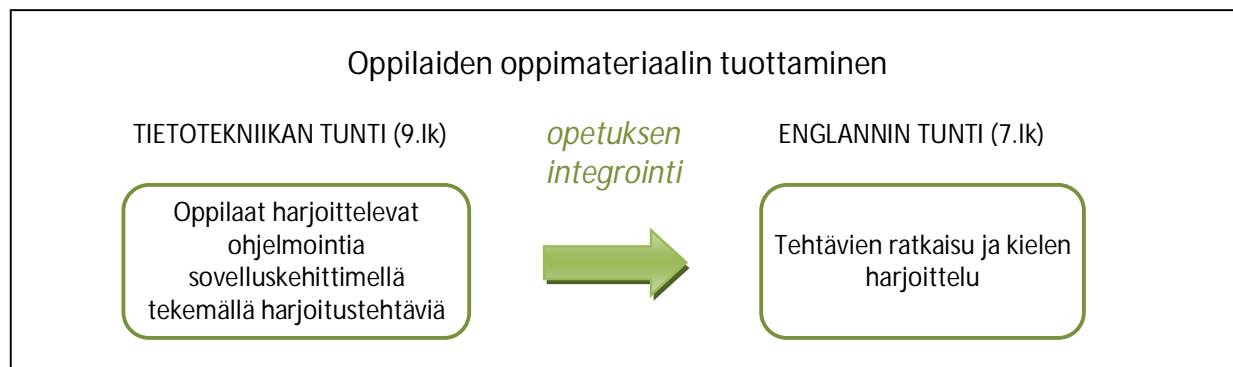 Oppilaiden oppimateriaalin tuottaminen
TIETOTEKNIIKAN TUNTI (9.lk)
opetuksen
integrointi
ENGLANNIN TUNTI (7.lk)
Oppilaat harjoittelevat
ohjelmointia
sovelluskehittimellä
tekemällä harjoitustehtäviä
Tehtävien ratkaisu ja kielen
harjoittelu